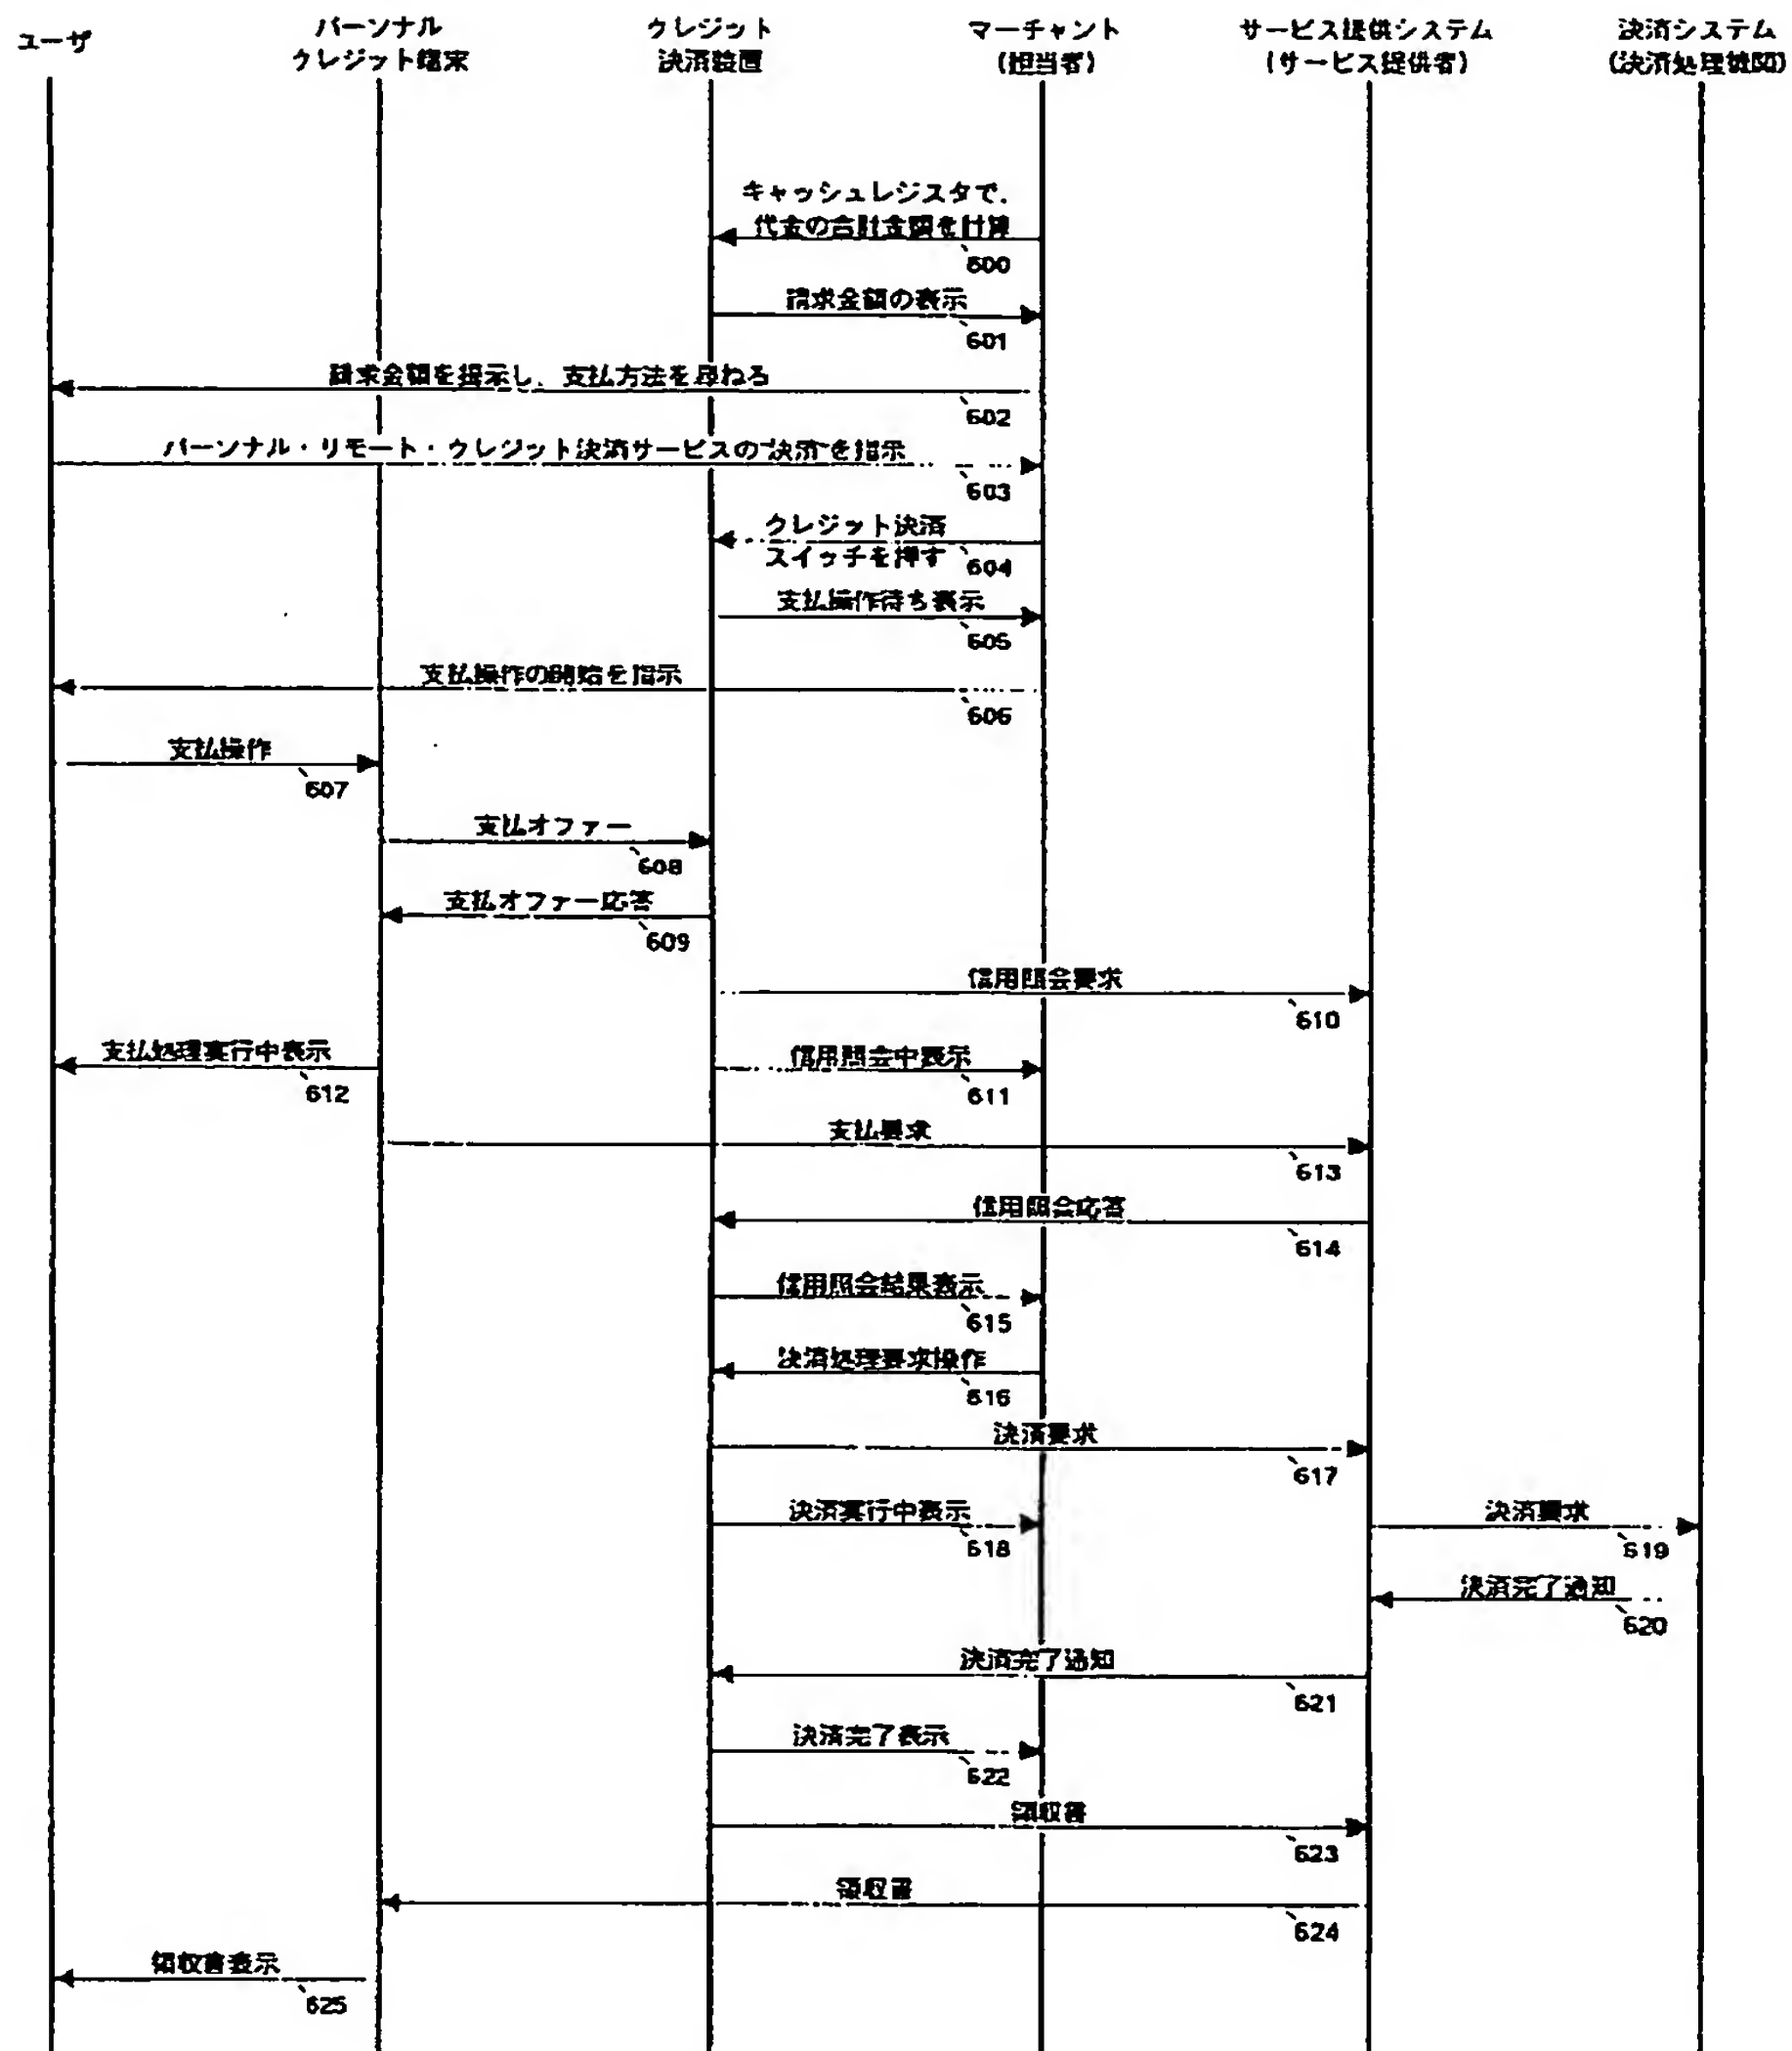 ユーザ
パーソナル
クレジット端末
クレジット
決済装置
マーチャント
(担当者)
サービス提供システム
(サービス提供者)
決済システム
(決済処理機関)
キャッシュレジスタで、
代金の合計金額を計算
600
請求金額の表示
601
請求金額を提示し、支払方法を尋ねる
602
パーソナル・リモート・クレジット決済サービスの"決済"を指示
603
クレジット決済
スイッチを押す
604
支払操作待ち表示
605
支払操作の開始を指示
606
支払操作
607
支払オファー
608
支払オファー応答
609
信用照会要求
610
支払処理実行中表示
612
信用照会中表示
611
支払要求
613
信用照会応答
614
信用照会結果表示
615
決済処理要求操作
616
決済要求
617
決済実行中表示
618
決済要求
619
決済完了通知
620
決済完了通知
621
決済完了表示
622
領収書
623
領収書
624
領収書表示
625